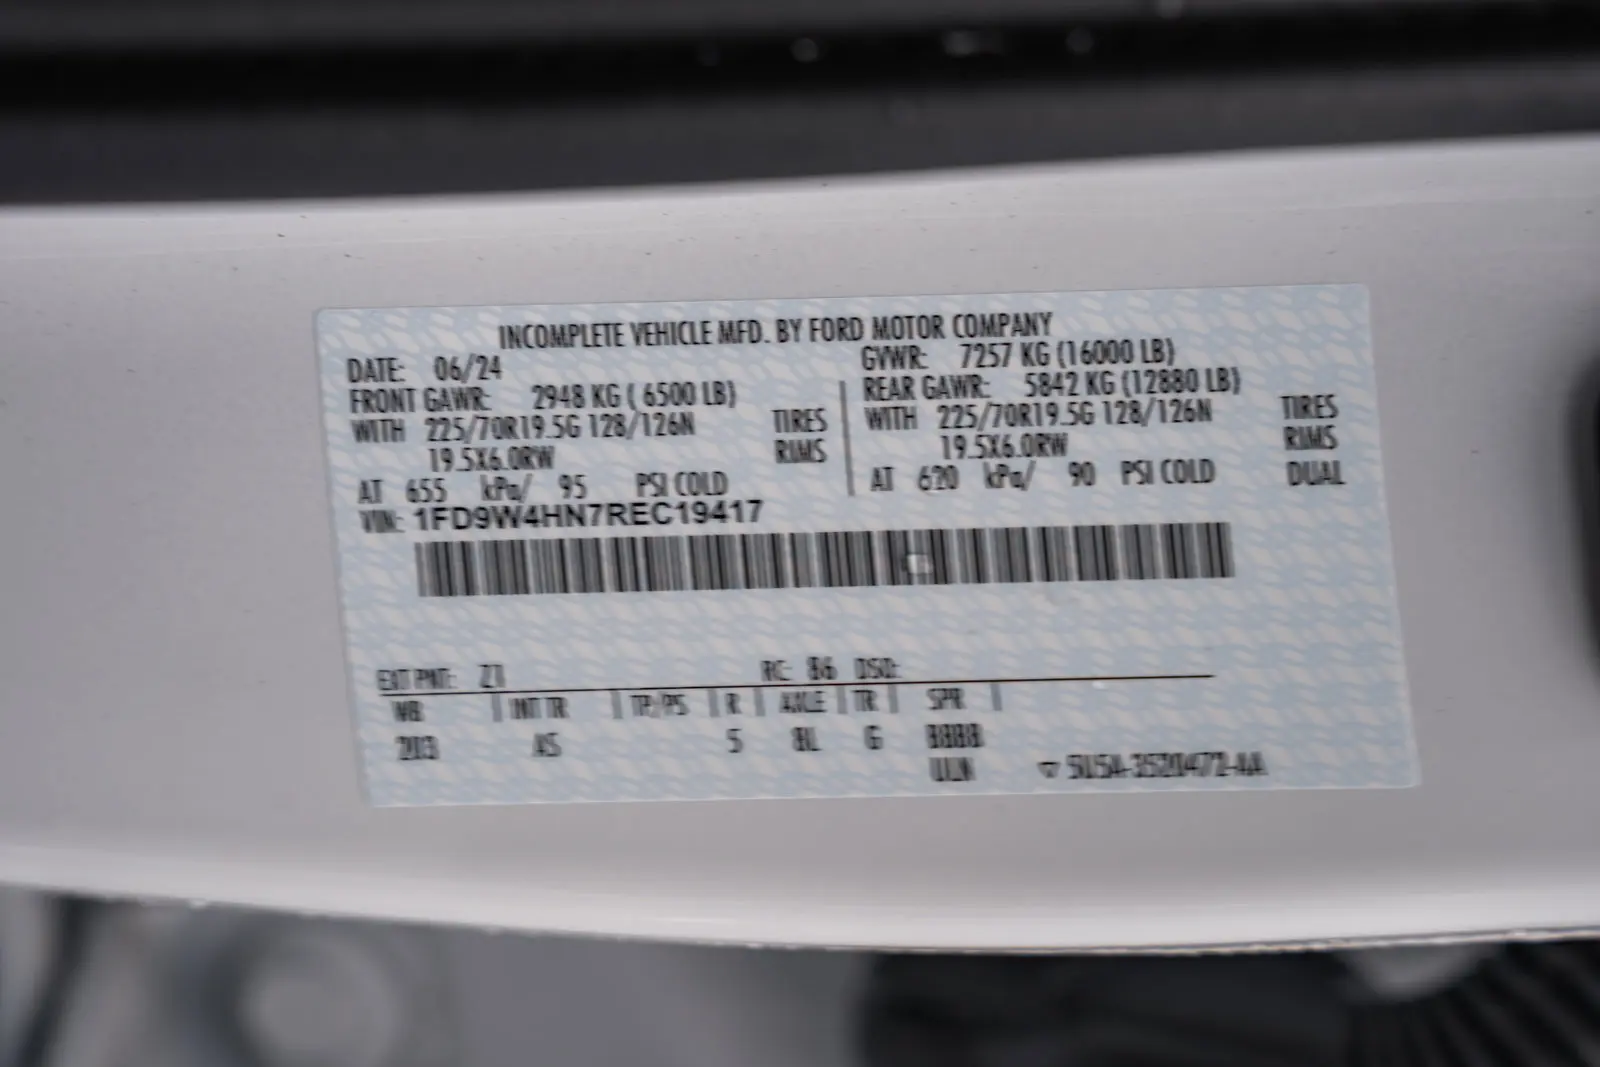 INCOMPLETE VEHICLE MFD. BY FORD MOTOR COMPANY
DATE: 06/24 GVWR: 7257 KG (16000 LB)
FRONT GAWR: 2948 KG ( 6500 LB) REAR GAWR: 5842 KG (12880 LB)
WITH 225/70R19.5G 128/126N TIRES WITH 225/70R19.5G 128/126N TIRES
19.5X6.0RW RIMS 19.5X6.0RW RIMS
AT 655 kPa/ 95 PSI COLD AT 620 kPa/ 90 PSI COLD DUAL
VIN: 1FD9W4HN7REC19417
EXT PNT: Z1 RC: 86 DSO:
WB INT TR TP/PS R AXLE TR SPR
203 AS 5 8L G